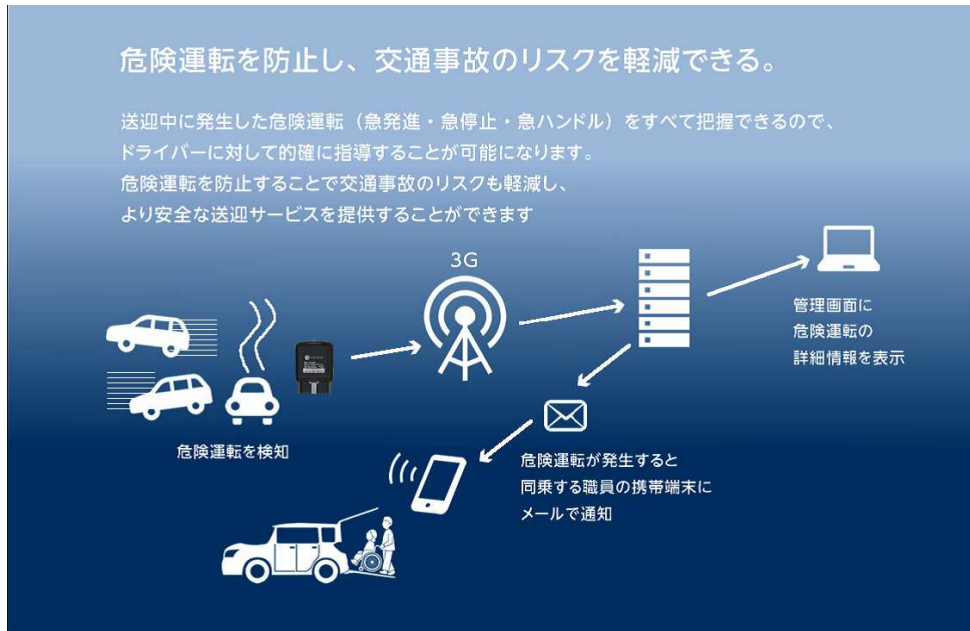 危険運転を防止し、交通事故のリスクを軽減できる。
送迎中に発生した危険運転（急発進・急停止・急ハンドル）をすべて把握できるので、
ドライバーに対して的確に指導することが可能になります。
危険運転を防止することで交通事故のリスクも軽減し、
より安全な送迎サービスを提供することができます
3G
管理画面に
危険運転の
詳細情報を表示
危険運転を検知
危険運転が発生すると
同乗する職員の携帯端末に
メールで通知